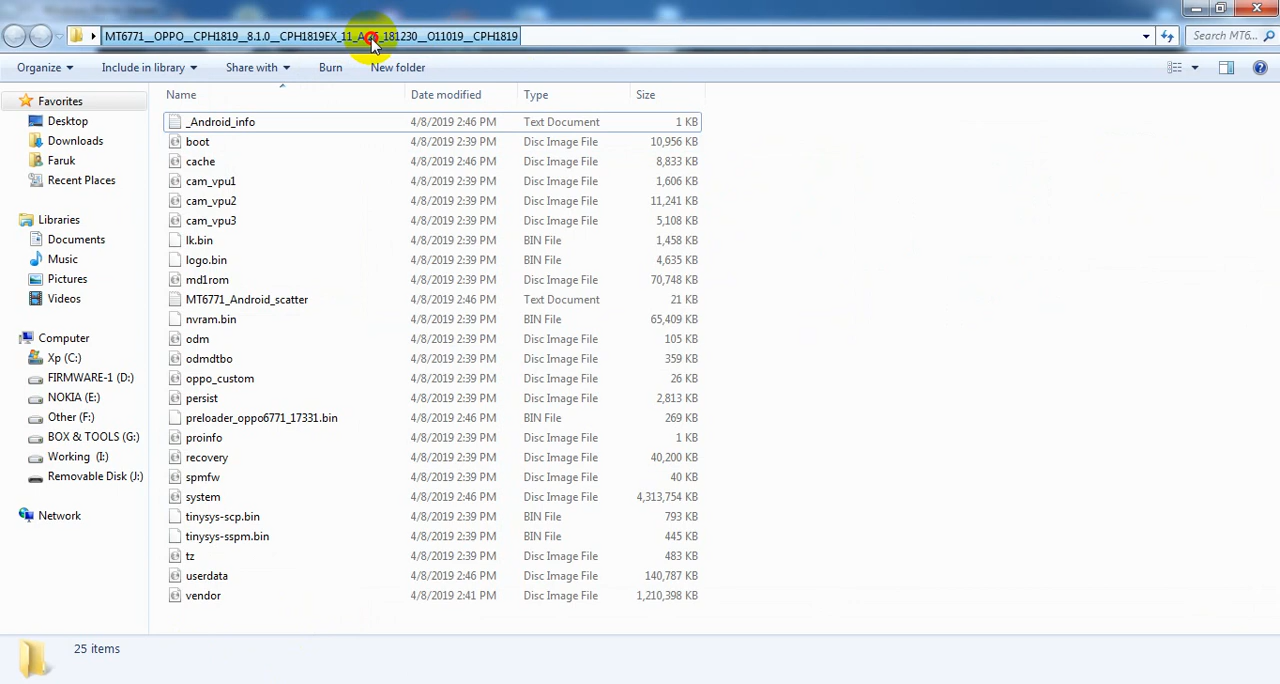 MT6771__OPPO__CPH1819__8.1.0__CPH1819EX_11_A 181230__O11019__CPH1819
Search MT6...
Organize Include in library Share with Burn New folder
Favorites
Desktop
Downloads
Faruk
Recent Places
Libraries
Documents
Music
Pictures
Videos
Computer
Xp (C:)
FIRMWARE-1 (D:)
NOKIA (E:)
Other (F:)
BOX & TOOLS (G:)
Working (I:)
Removable Disk (J:)
Network
Name Date modified Type Size
_Android_info 4/8/2019 2:46 PM Text Document 1 KB
boot 4/8/2019 2:39 PM Disc Image File 10,956 KB
cache 4/8/2019 2:46 PM Disc Image File 8,833 KB
cam_vpu1 4/8/2019 2:39 PM Disc Image File 1,606 KB
cam_vpu2 4/8/2019 2:39 PM Disc Image File 11,241 KB
cam_vpu3 4/8/2019 2:39 PM Disc Image File 5,108 KB
lk.bin 4/8/2019 2:39 PM BIN File 1,458 KB
logo.bin 4/8/2019 2:39 PM BIN File 4,635 KB
md1rom 4/8/2019 2:39 PM Disc Image File 70,748 KB
MT6771_Android_scatter 4/8/2019 2:46 PM Text Document 21 KB
nvram.bin 4/8/2019 2:39 PM BIN File 65,409 KB
odm 4/8/2019 2:39 PM Disc Image File 105 KB
odmdtbo 4/8/2019 2:39 PM Disc Image File 359 KB
oppo_custom 4/8/2019 2:39 PM Disc Image File 26 KB
persist 4/8/2019 2:39 PM Disc Image File 2,813 KB
preloader_oppo6771_17331.bin 4/8/2019 2:46 PM BIN File 269 KB
proinfo 4/8/2019 2:39 PM Disc Image File 1 KB
recovery 4/8/2019 2:39 PM Disc Image File 40,200 KB
spmfw 4/8/2019 2:39 PM Disc Image File 40 KB
system 4/8/2019 2:46 PM Disc Image File 4,313,754 KB
tinysys-scp.bin 4/8/2019 2:39 PM BIN File 793 KB
tinysys-sspm.bin 4/8/2019 2:39 PM BIN File 445 KB
tz 4/8/2019 2:39 PM Disc Image File 483 KB
userdata 4/8/2019 2:46 PM Disc Image File 140,787 KB
vendor 4/8/2019 2:41 PM Disc Image File 1,210,398 KB
25 items